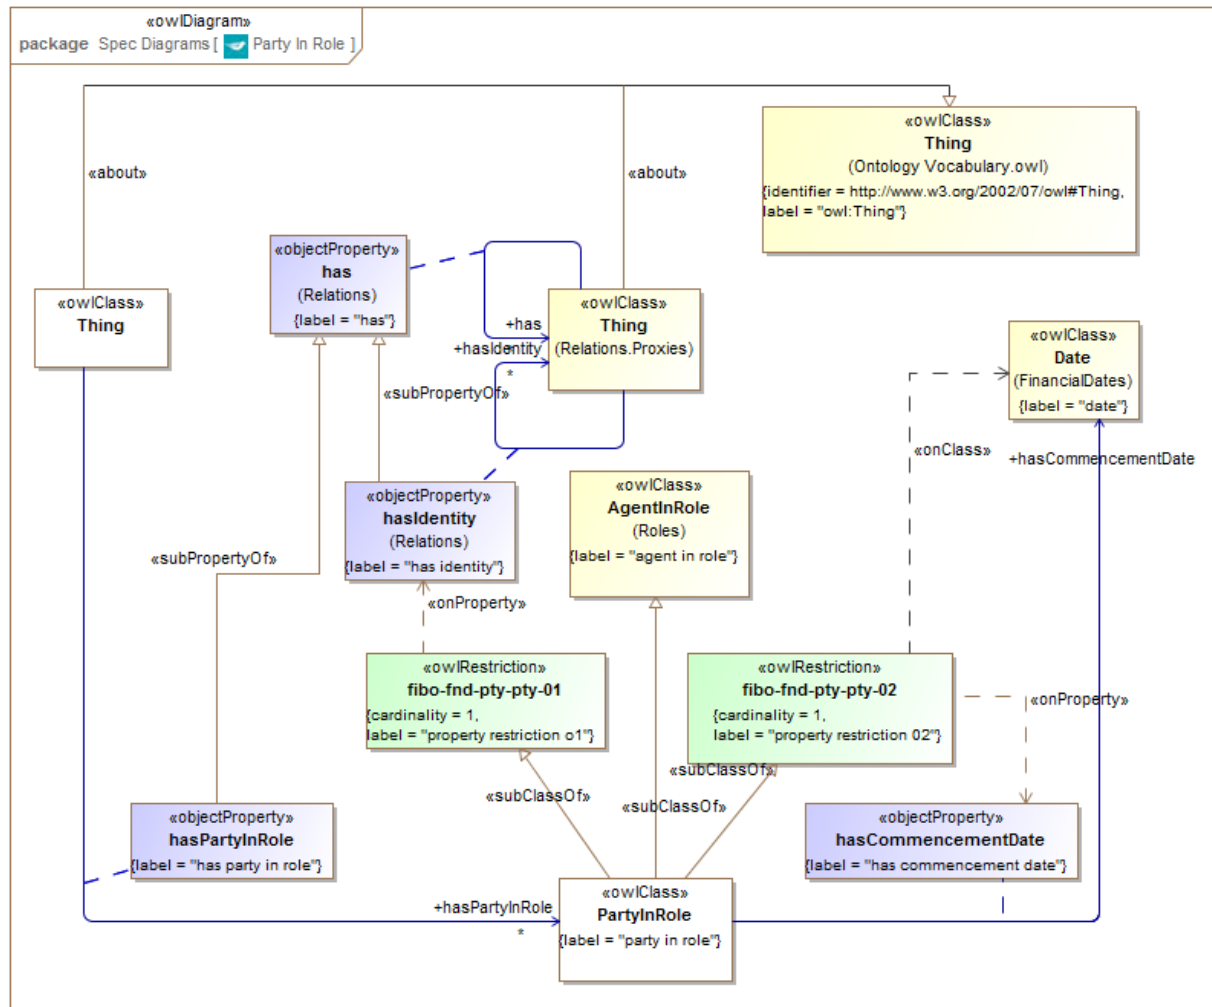 «owlDiagram»
package Spec Diagrams [ Party In Role ]
«owlClass»
Thing
(Ontology Vocabulary.owl)
{identifier = http://www.w3.org/2002/07/owl#Thing,
label = "owl:Thing"}
«about»
«about»
«objectProperty»
has
(Relations)
{label = "has"}
«owlClass»
Thing
«owlClass»
Thing
(Relations.Proxies)
+has
*
+hasIdentity
*
«owlClass»
Date
(FinancialDates)
{label = "date"}
«subPropertyOf»
«onClass»
+hasCommencementDate
«objectProperty»
hasIdentity
(Relations)
{label = "has identity"}
«owlClass»
AgentInRole
(Roles)
{label = "agent in role"}
«subPropertyOf»
«onProperty»
«owlRestriction»
fibo-fnd-pty-pty-01
{cardinality = 1,
label = "property restriction o1"}
«owlRestriction»
fibo-fnd-pty-pty-02
{cardinality = 1,
label = "property restriction 02"}
«onProperty»
«subClassOf»
«subClassOf»
«subClassOf»
«objectProperty»
hasPartyInRole
{label = "has party in role"}
«objectProperty»
hasCommencementDate
{label = "has commencement date"}
+hasPartyInRole
*
«owlClass»
PartyInRole
{label = "party in role"}